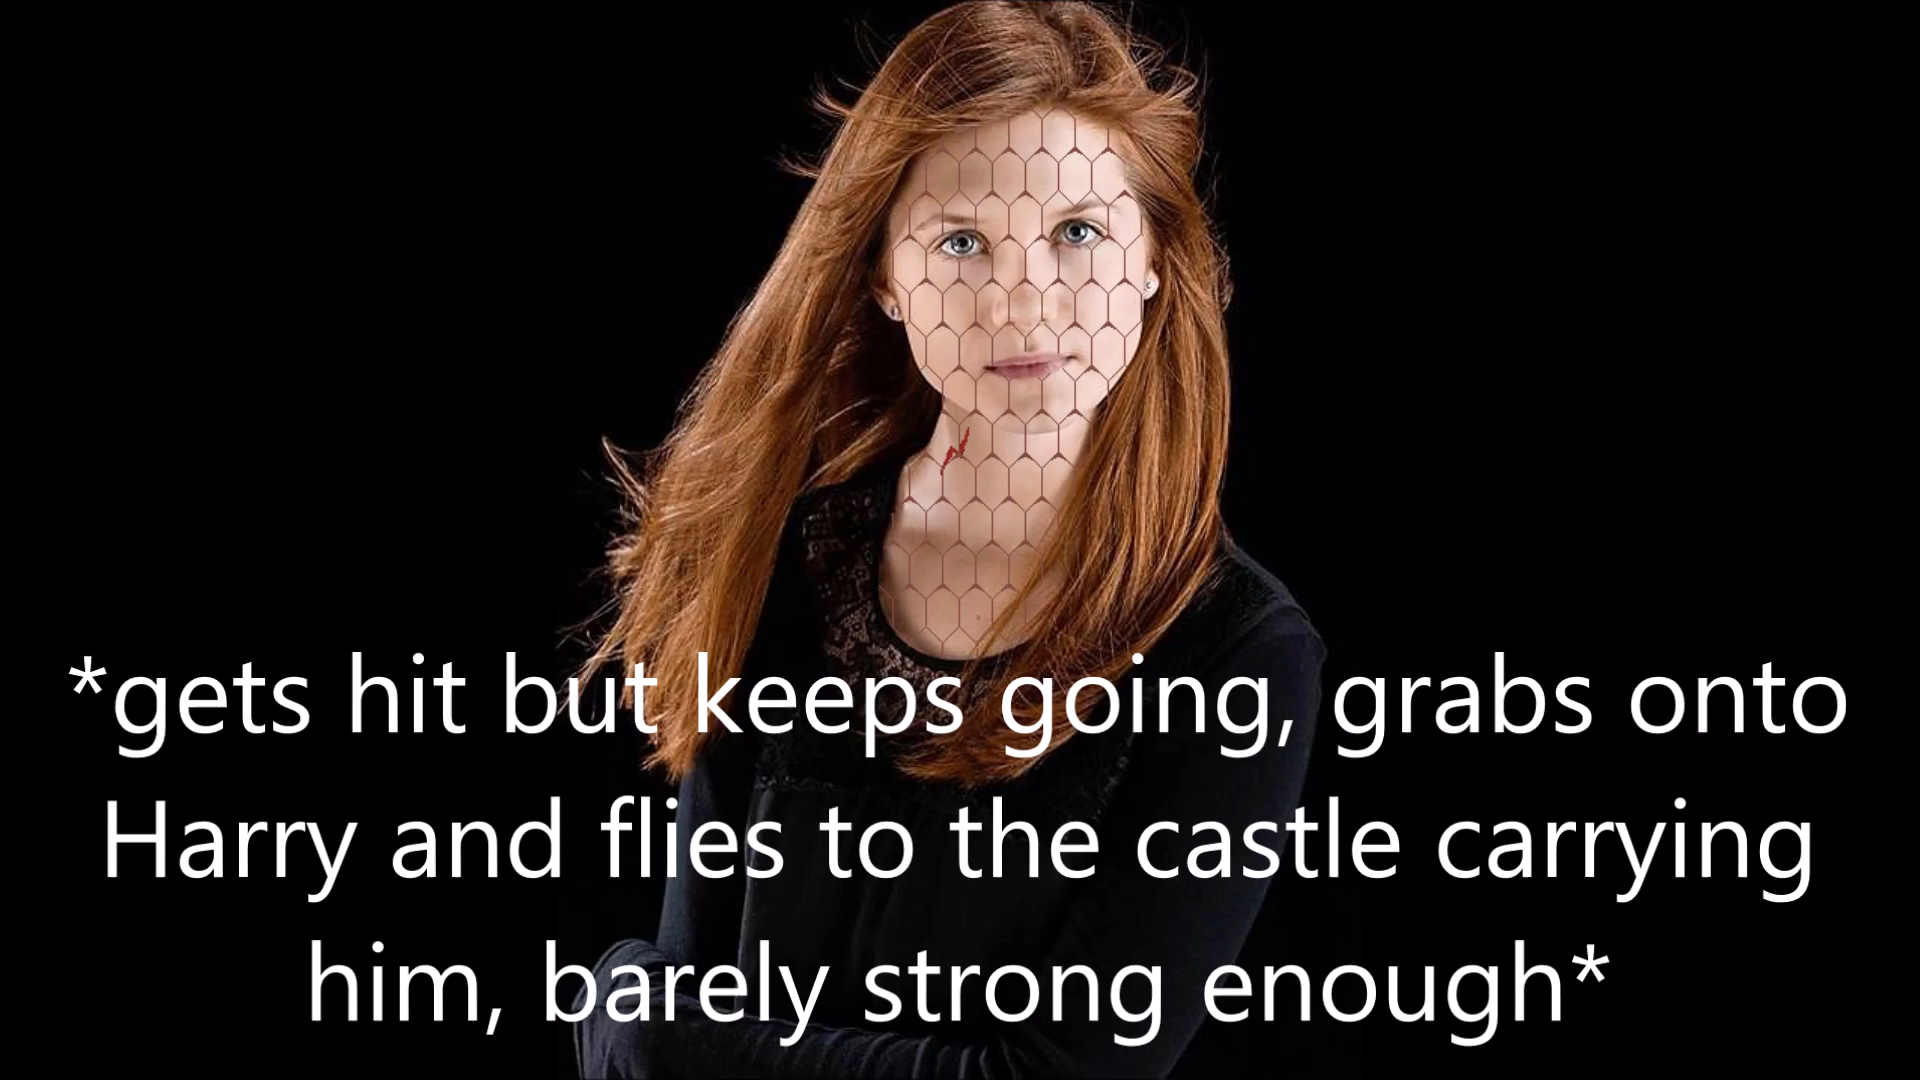 *gets hit but keeps going, grabs onto
Harry and flies to the castle carrying
him, barely strong enough*